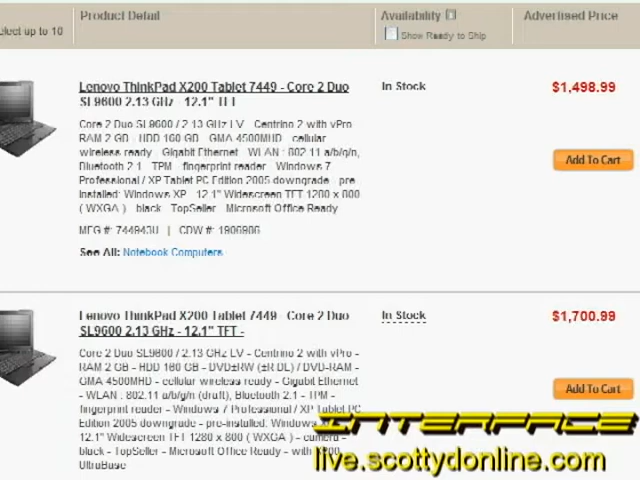 Product Detail
Availability
Advertised Price
elect up to 10
Show Ready to Ship
Lenovo ThinkPad X200 Tablet 7449 - Core 2 Duo
SL9600 2.13 GHz - 12.1" TFT
In Stock
$1,498.99
Core 2 Duo SL9600 / 2.13 GHz LV - Centrino 2 with vPro -
RAM 2 GB - HDD 160 GB - GMA 4500MHD - cellular
wireless ready - Gigabit Ethernet - WLAN : 802.11 a/b/g/n,
Bluetooth 2.1 - TPM - fingerprint reader - Windows 7
Professional / XP Tablet PC Edition 2005 downgrade - pre-
installed: Windows XP - 12.1" Widescreen TFT 1280 x 800
( WXGA ) - black - TopSeller - Microsoft Office Ready
Add To Cart
MFG #: 744943U | CDW #: 1906986
See All: Notebook Computers
Lenovo ThinkPad X200 Tablet 7449 - Core 2 Duo
SL9600 2.13 GHz - 12.1" TFT -
In Stock
$1,700.99
Core 2 Duo SL9600 / 2.13 GHz LV - Centrino 2 with vPro -
RAM 2 GB - HDD 160 GB - DVD±RW (±R DL) / DVD-RAM -
GMA 4500MHD - cellular wireless ready - Gigabit Ethernet
- WLAN : 802.11 a/b/g/n (draft), Bluetooth 2.1 - TPM -
fingerprint reader - Windows 7 Professional / XP Tablet PC
Edition 2005 downgrade - pre-installed: Windows
12.1" Widescreen TFT 1280 x 800 ( WXGA ) - camera -
black - TopSeller - Microsoft Office Ready - with X200
UltraBase
Add To Cart
INTERFACE
live.scottydonline.com